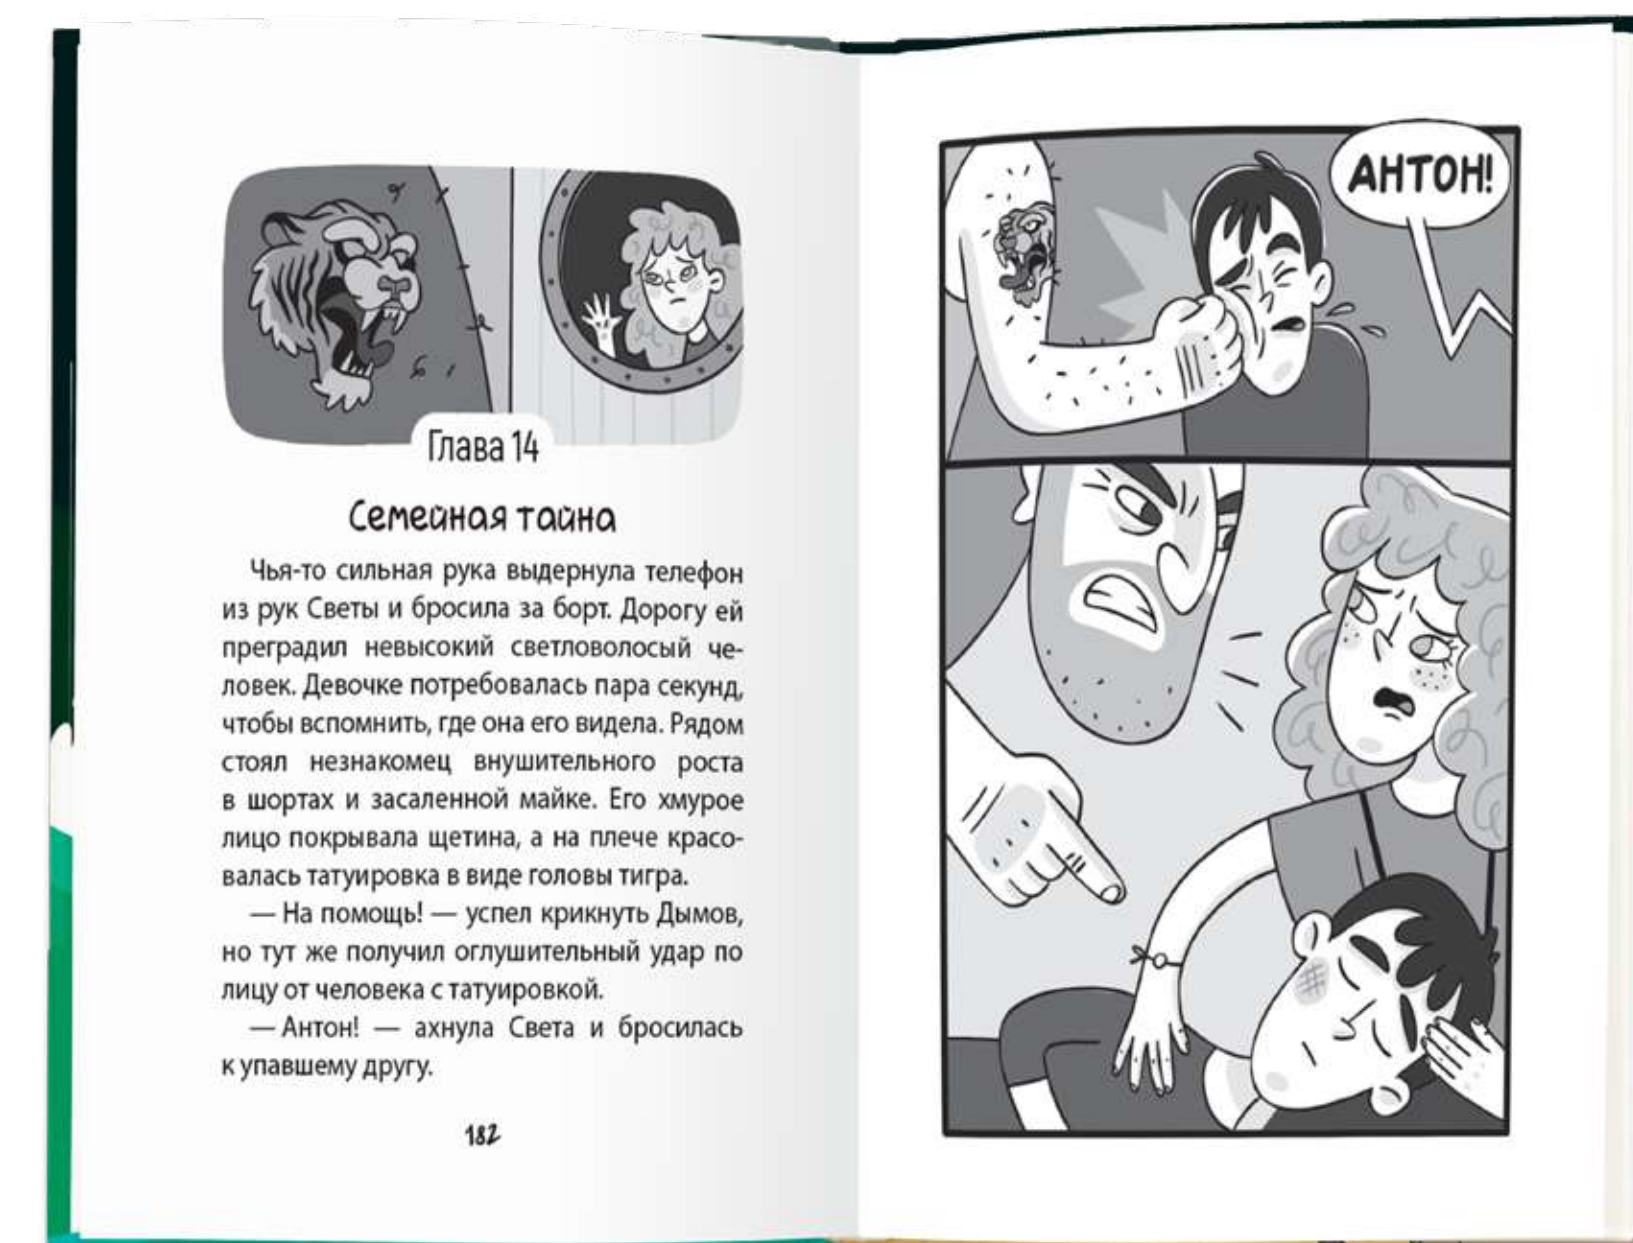 Глава 14
Семейная тайна
Чья-то сильная рука выдернула телефон
из рук Светы и бросила за борт. Дорогу ей
преградил невысокий светловолосый че-
ловек. Девочке потребовалась пара секунд,
чтобы вспомнить, где она его видела. Рядом
стоял незнакомец внушительного роста
в шортах и засаленной майке. Его хмурое
лицо покрывала щетина, а на плече красо-
валась татуировка в виде головы тигра.
— На помощь! — успел крикнуть Дымов,
но тут же получил оглушительный удар по
лицу от человека с татуировкой.
— Антон! — ахнула Света и бросилась
к упавшему другу.
182
АНТОН!